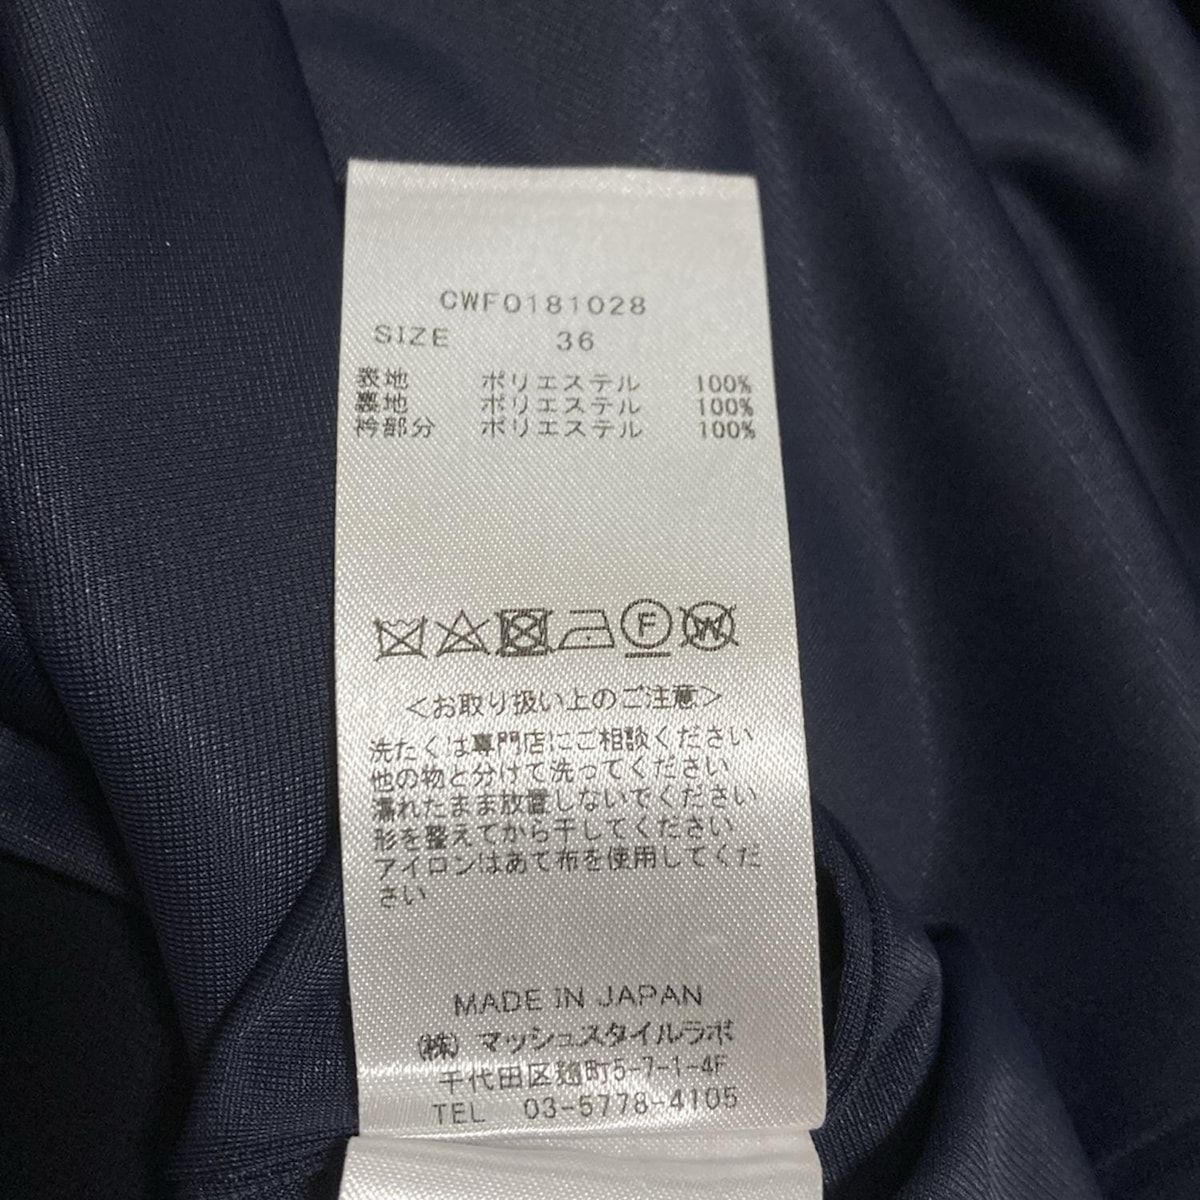 CWF0181028
SIZE 36
表地 ポリエステル 100%
裏地 ポリエステル 100%
衿部分 ポリエステル 100%
F W
<お取り扱い上のご注意>
洗たくは専門店にご相談ください
他の物と分けて洗ってください
濡れたまま放置しないでください
形を整えてから干してください
アイロンはあて布を使用してくだ
さい
MADE IN JAPAN
(株) マッシュスタイルラボ
千代田区麹町5-7-1-4F
TEL 03-5778-4105